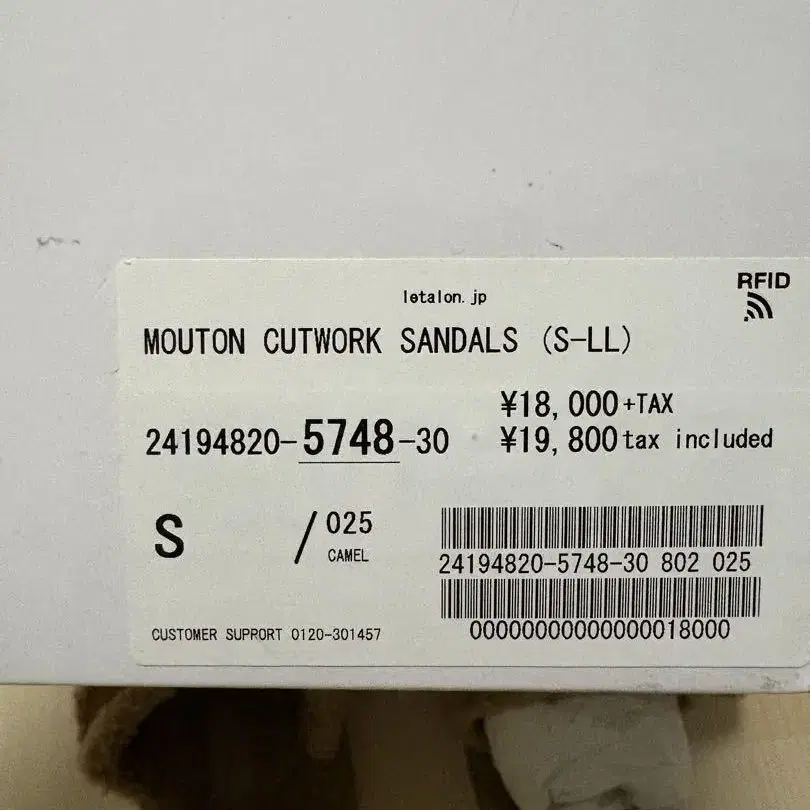 letalon.jp
RFID
MOUTON CUTWORK SANDALS (S-LL)
¥18,000+TAX
24194820-5748-30
¥19,800 tax included
S / 025
CAMEL
24194820-5748-30 802 025
00000000000000018000
CUSTOMER SUPPORT 0120-301457